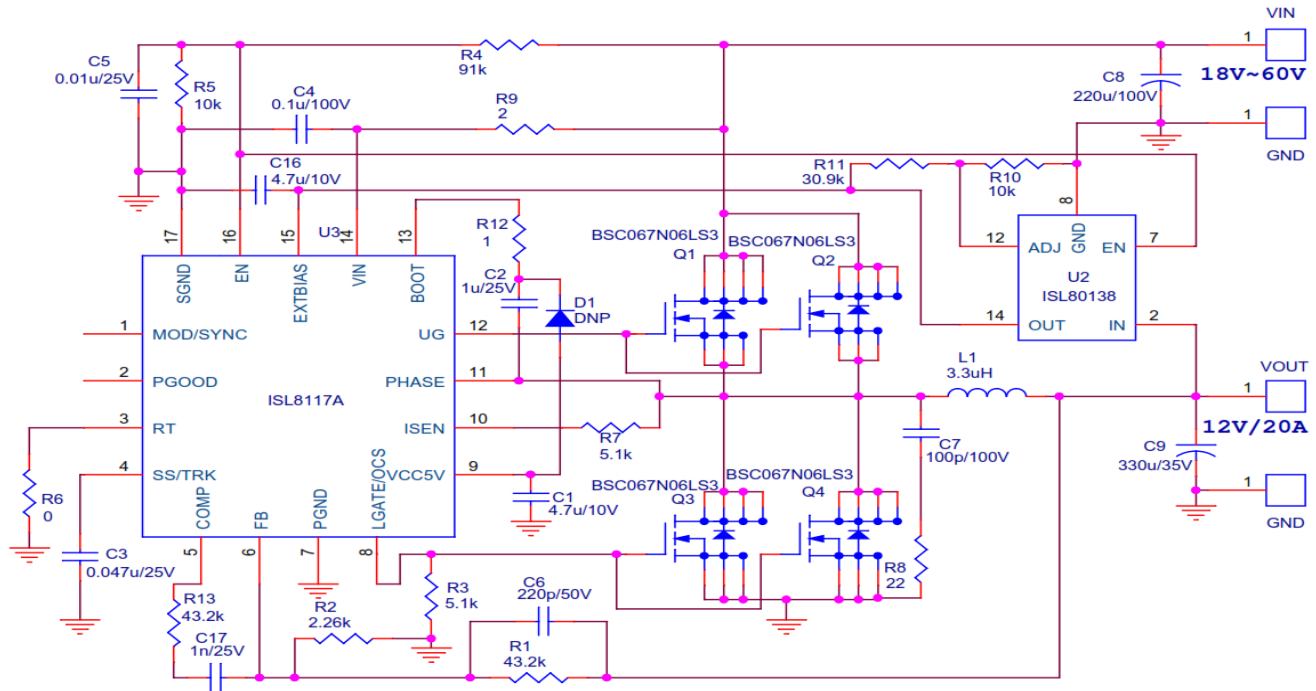 VIN
1
18V~60V
C5
0.01u/25V
R5
10k
R4
91k
C4
0.1u/100V
R9
2
C8
220u/100V
1
GND
C16
4.7u/10V
R11
30.9k
R10
10k
17
16
15
U3
14
13
R12
1
SGND
EN
EXTBIAS
VIN
BOOT
C2
1u/25V
D1
DNP
BSC067N06LS3
Q1
BSC067N06LS3
Q2
8
12
ADJ
GND
EN
7
U2
ISL80138
14
OUT
IN
2
1
MOD/SYNC
UG
12
2
PGOOD
PHASE
11
ISL8117A
3
RT
ISEN
10
R7
5.1k
4
SS/TRK
VCC5V
9
C1
4.7u/10V
L1
3.3uH
VOUT
1
12V/20A
C7
100p/100V
C9
330u/35V
1
GND
BSC067N06LS3
Q3
BSC067N06LS3
Q4
R6
0
COMP
FB
PGND
LGATE/OCS
5
6
7
8
C3
0.047u/25V
R8
22
R13
43.2k
R3
5.1k
C6
220p/50V
R2
2.26k
C17
1n/25V
R1
43.2k